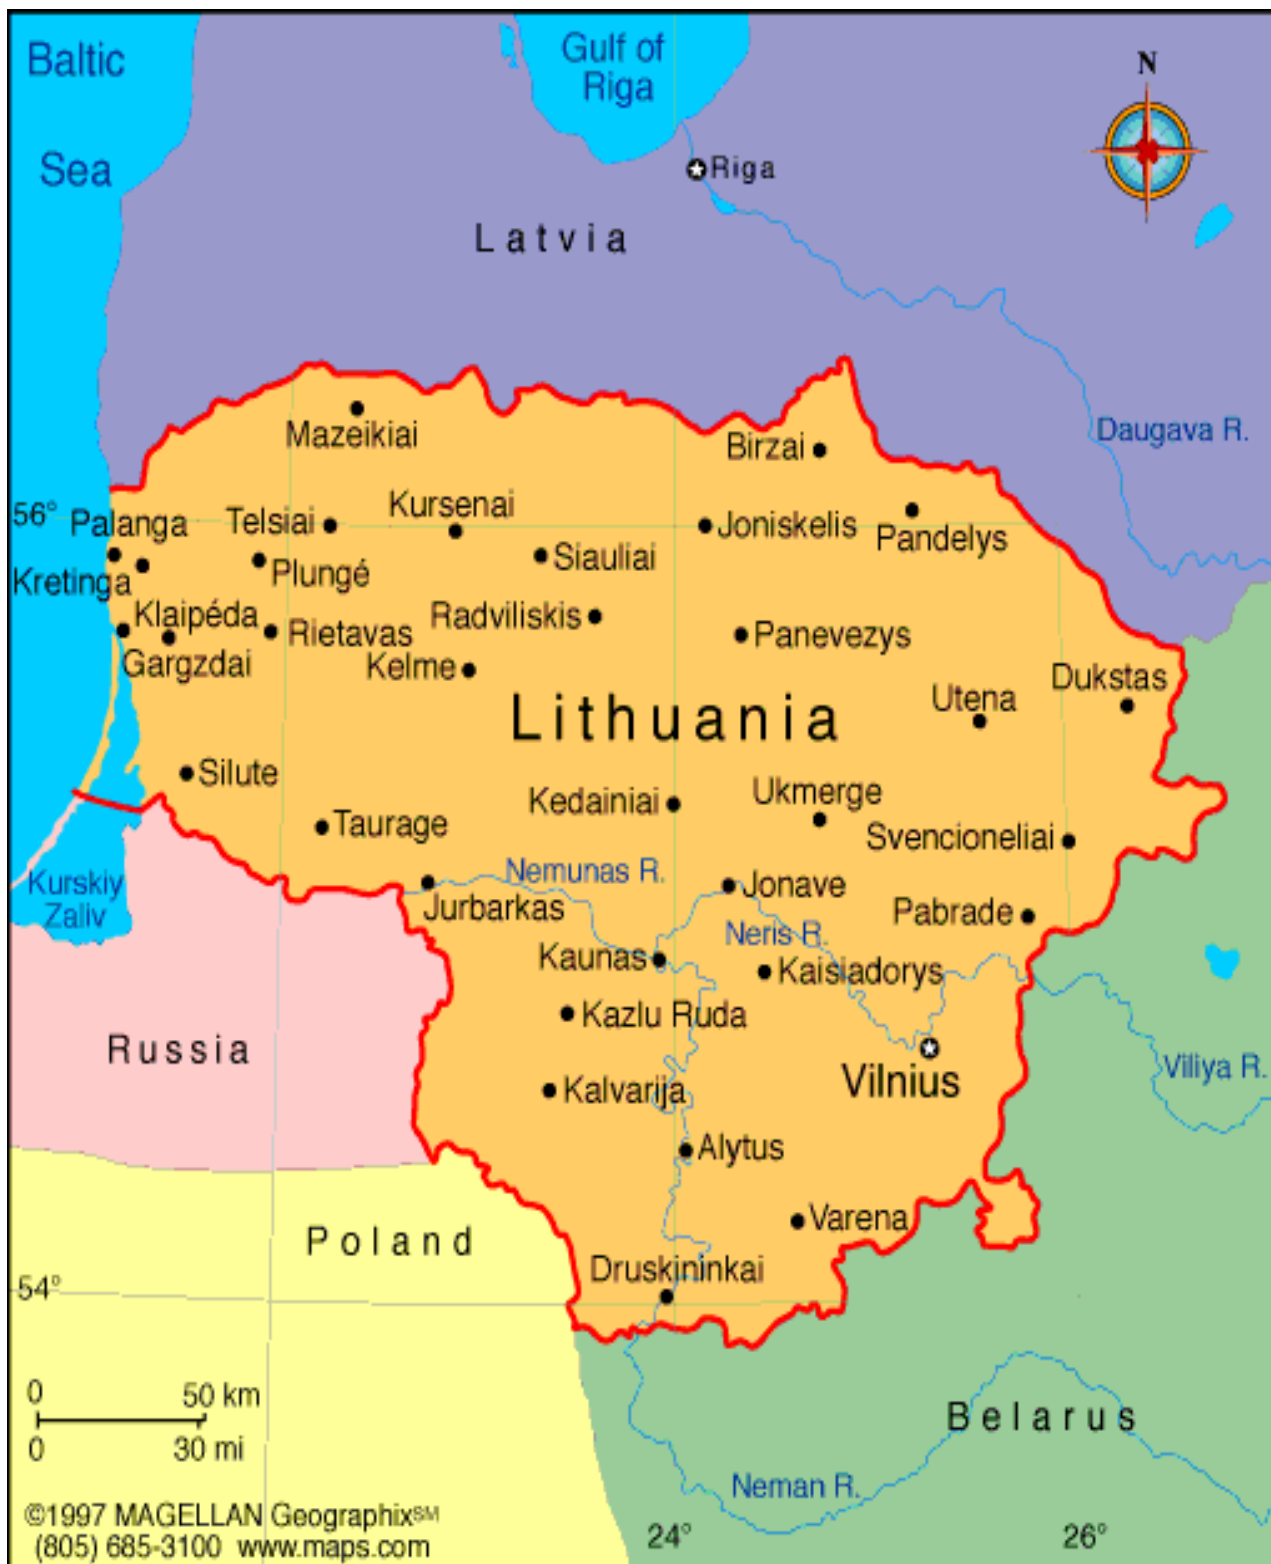 Baltic
Sea
Gulf of
Riga
N
Riga
Latvia
Daugava R.
Mazeikiai
Birzai
56°
Palanga
Telsiai
Kursenai
Joniskelis
Pandelys
Kretinga
Plungé
Siauliai
Klaipéda
Rietavas
Radviliskis
Panevezys
Gargzdai
Kelme
Dukstas
Utena
Lithuania
Silute
Kedainiai
Ukmerge
Taurage
Svencioneliai
Kurskiy
Zaliv
Nemunas R.
Jonave
Jurbarkas
Pabrade
Neris R.
Kaunas
Kaisiadorys
Kazlu Ruda
Russia
Vilnius
Viliya R.
Kalvarija
Alytus
Varena
Poland
Druskininkai
54°
0 50 km
0 30 mi
Belarus
Neman R.
©1997 MAGELLAN Geographix℠
(805) 685-3100 www.maps.com
24°
26°